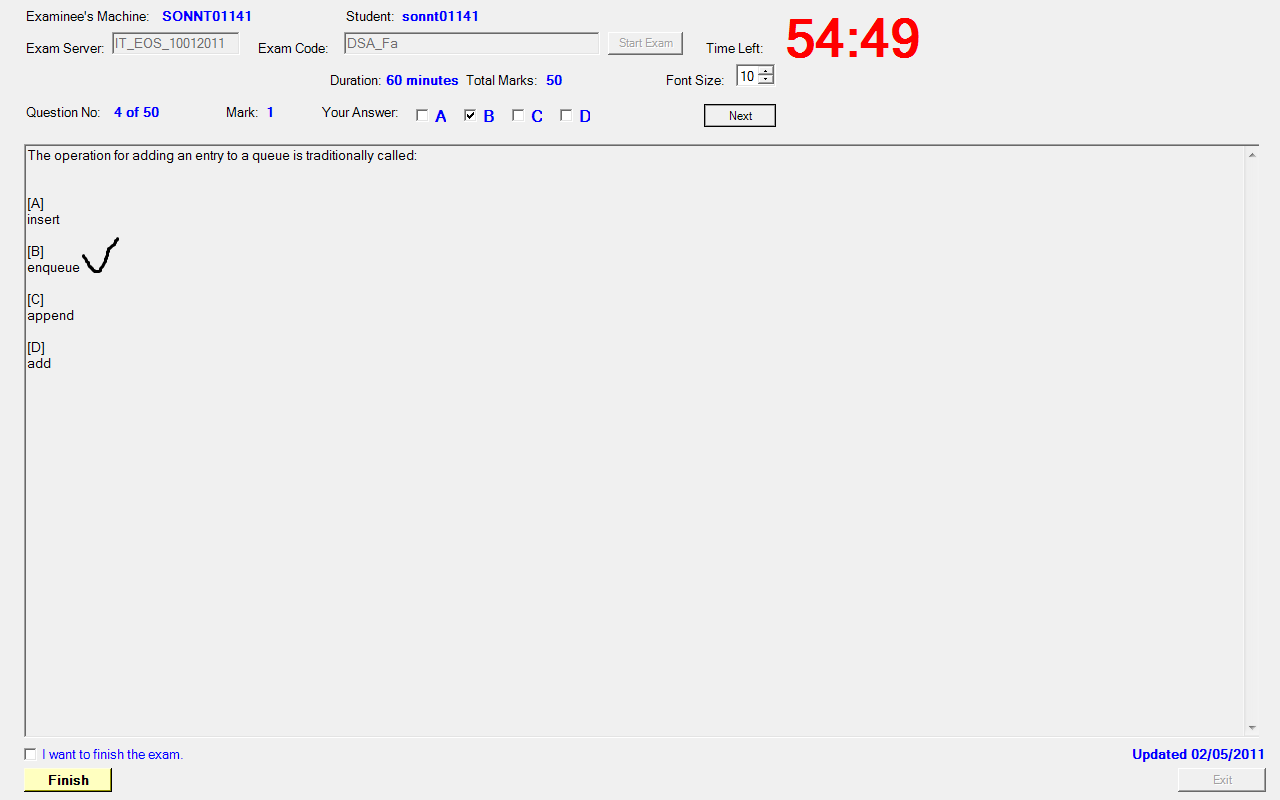 Examinee's Machine: SONNT01141 Student: sonnt01141
Exam Server: IT_EOS_10012011 Exam Code: DSA_Fa Start Exam Time Left: 54:49
Duration: 60 minutes Total Marks: 50 Font Size: 10
Question No: 4 of 50 Mark: 1 Your Answer: A B C D Next
The operation for adding an entry to a queue is traditionally called:
[A]
insert
[B]
enqueue
[C]
append
[D]
add
I want to finish the exam. Updated 02/05/2011
Finish Exit